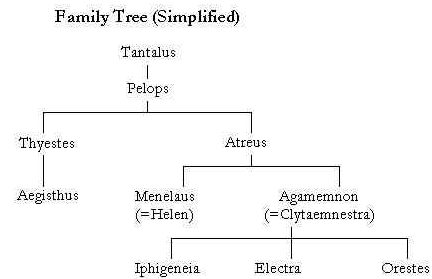 Family Tree (Simplified)
Tantalus
Pelops
Thyestes Atreus
Aegisthus Menelaus Agamemnon
(=Helen) (=Clytaemnestra)
Iphigeneia Electra Orestes